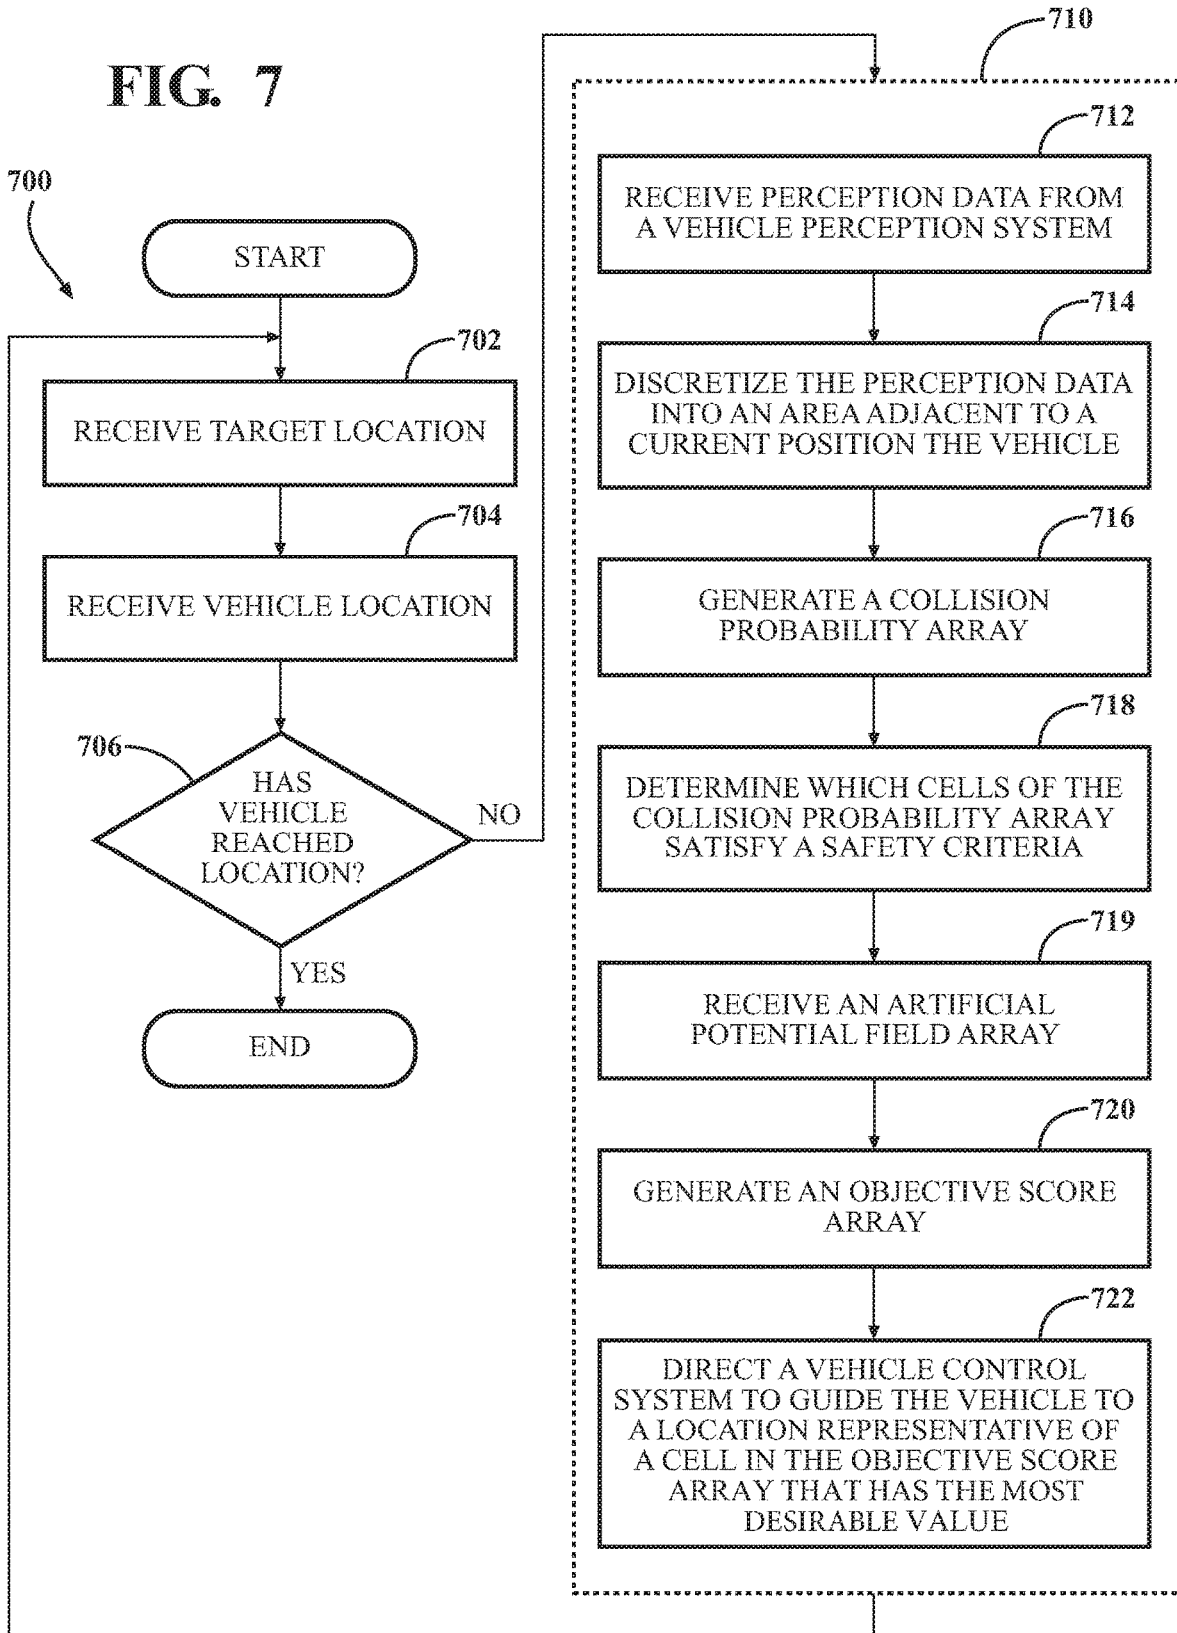 FIG. 7
700
START
702
RECEIVE TARGET LOCATION
704
RECEIVE VEHICLE LOCATION
706
HAS
VEHICLE
REACHED
LOCATION?
NO
YES
END
710
712
RECEIVE PERCEPTION DATA FROM
A VEHICLE PERCEPTION SYSTEM
714
DISCRETIZE THE PERCEPTION DATA
INTO AN AREA ADJACENT TO A
CURRENT POSITION THE VEHICLE
716
GENERATE A COLLISION
PROBABILITY ARRAY
718
DETERMINE WHICH CELLS OF THE
COLLISION PROBABILITY ARRAY
SATISFY A SAFETY CRITERIA
719
RECEIVE AN ARTIFICIAL
POTENTIAL FIELD ARRAY
720
GENERATE AN OBJECTIVE SCORE
ARRAY
722
DIRECT A VEHICLE CONTROL
SYSTEM TO GUIDE THE VEHICLE TO
A LOCATION REPRESENTATIVE OF
A CELL IN THE OBJECTIVE SCORE
ARRAY THAT HAS THE MOST
DESIRABLE VALUE